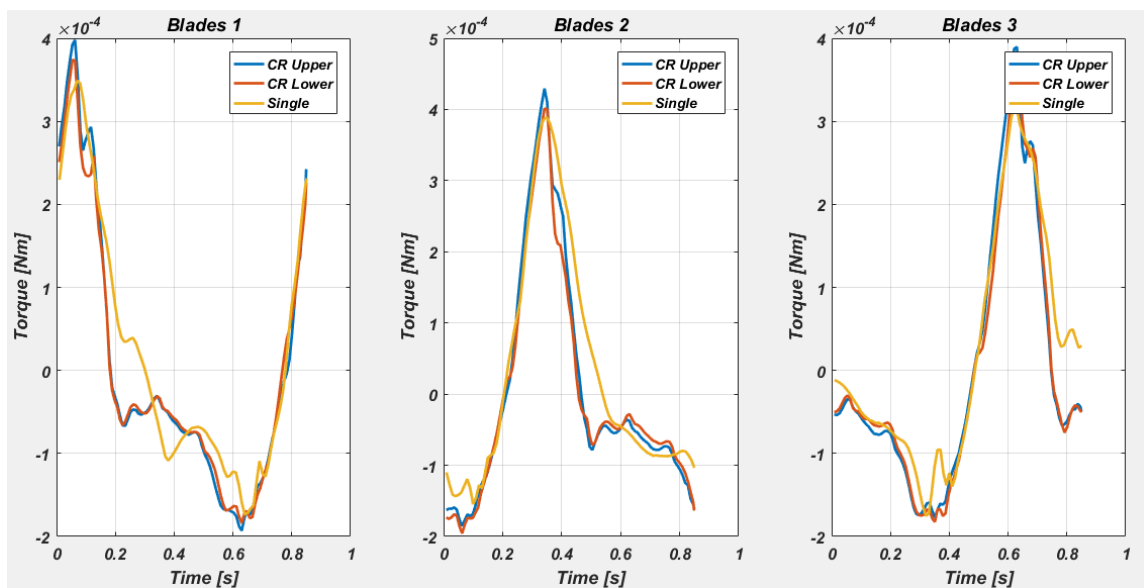 ×10⁻⁴ Blades 1
4
3
2
1
0
-1
-2
0 0.2 0.4 0.6 0.8 1
Torque [Nm]
Time [s]
CR Upper
CR Lower
Single
×10⁻⁴ Blades 2
5
4
3
2
1
0
-1
-2
0 0.2 0.4 0.6 0.8 1
Torque [Nm]
Time [s]
CR Upper
CR Lower
Single
×10⁻⁴ Blades 3
4
3
2
1
0
-1
-2
0 0.2 0.4 0.6 0.8 1
Torque [Nm]
Time [s]
CR Upper
CR Lower
Single